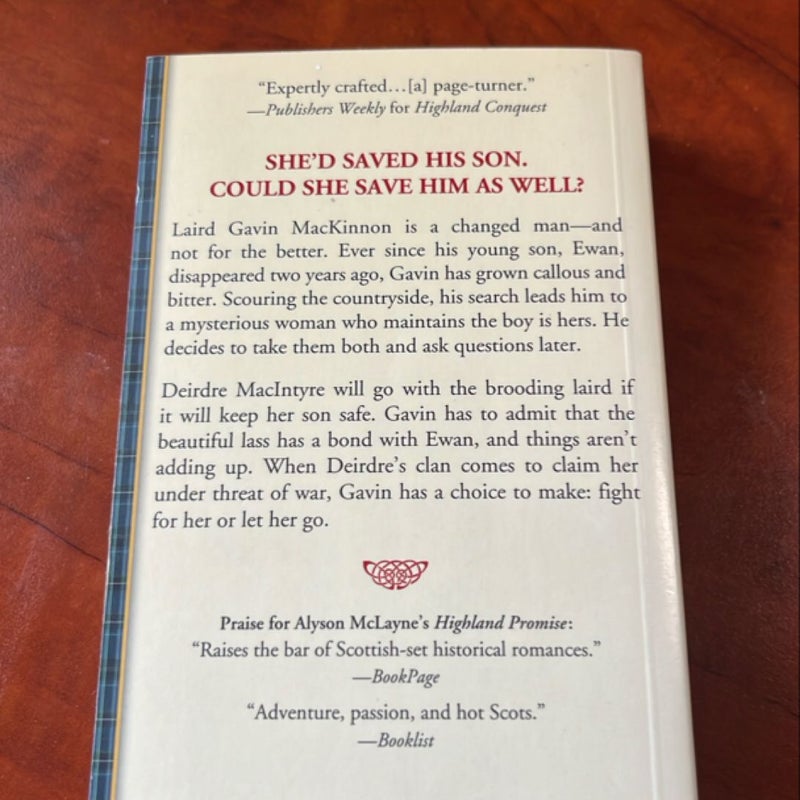 “Expertly crafted…[a] page-turner.”
—Publishers Weekly for Highland Conquest
SHE’D SAVED HIS SON.
COULD SHE SAVE HIM AS WELL?
Laird Gavin MacKinnon is a changed man—and
not for the better. Ever since his young son, Ewan,
disappeared two years ago, Gavin has grown callous and
bitter. Scouring the countryside, his search leads him to
a mysterious woman who maintains the boy is hers. He
decides to take them both and ask questions later.
Deirdre MacIntyre will go with the brooding laird if
it will keep her son safe. Gavin has to admit that the
beautiful lass has a bond with Ewan, and things aren’t
adding up. When Deirdre’s clan comes to claim her
under threat of war, Gavin has a choice to make: fight
for her or let her go.
Praise for Alyson McLayne’s Highland Promise:
“Raises the bar of Scottish-set historical romances.”
—BookPage
“Adventure, passion, and hot Scots.”
—Booklist